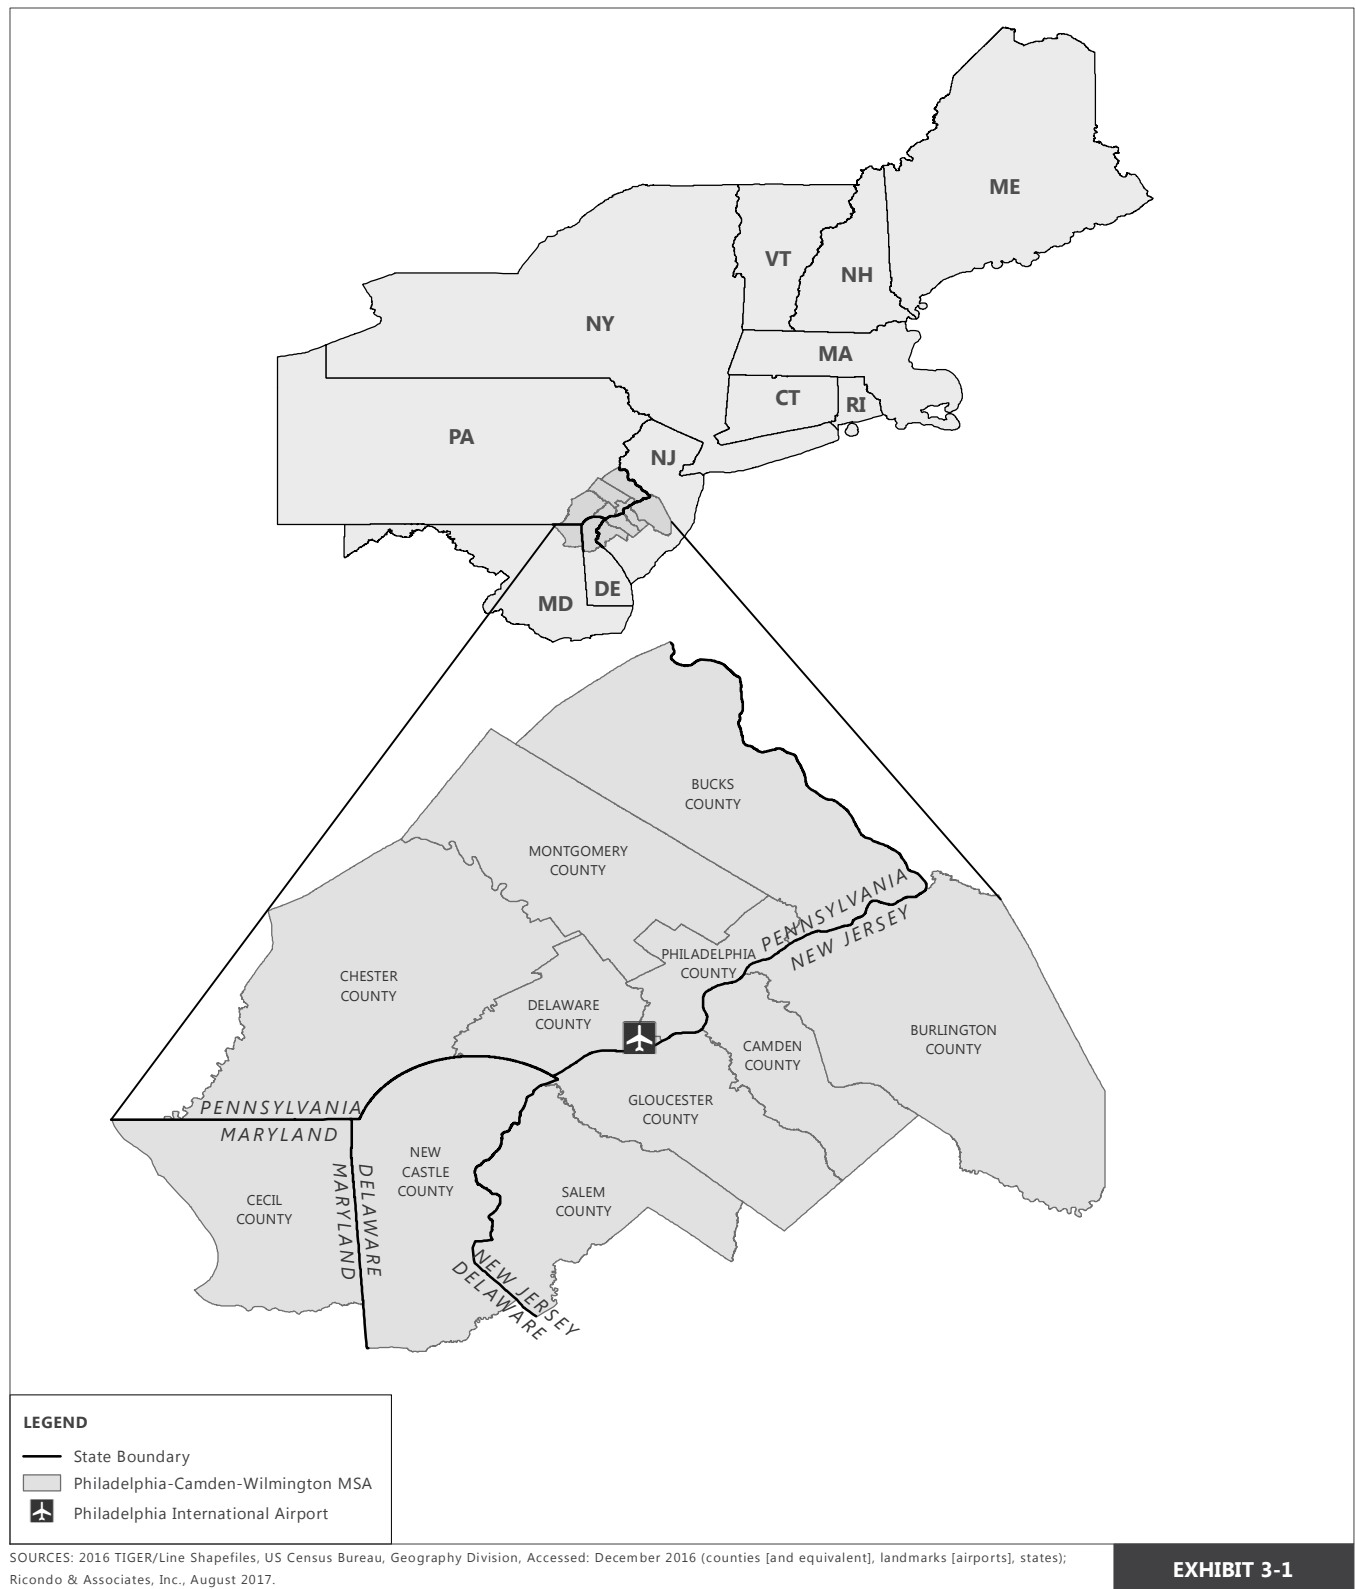 ME
VT
NH
NY
MA
CT
RI
PA
NJ
DE
MD
BUCKS
COUNTY
MONTGOMERY
COUNTY
PENNSYLVANIA
NEW JERSEY
PHILADELPHIA
COUNTY
CHESTER
COUNTY
DELAWARE
COUNTY
BURLINGTON
COUNTY
CAMDEN
COUNTY
GLOUCESTER
COUNTY
PENNSYLVANIA
MARYLAND
NEW
CASTLE
COUNTY
MARYLAND
DELAWARE
CECIL
COUNTY
SALEM
COUNTY
NEW JERSEY
DELAWARE
LEGEND
State Boundary
Philadelphia-Camden-Wilmington MSA
Philadelphia International Airport
SOURCES: 2016 TIGER/Line Shapefiles, US Census Bureau, Geography Division, Accessed: December 2016 (counties [and equivalent], landmarks [airports], states);
Ricondo & Associates, Inc., August 2017.
EXHIBIT 3-1